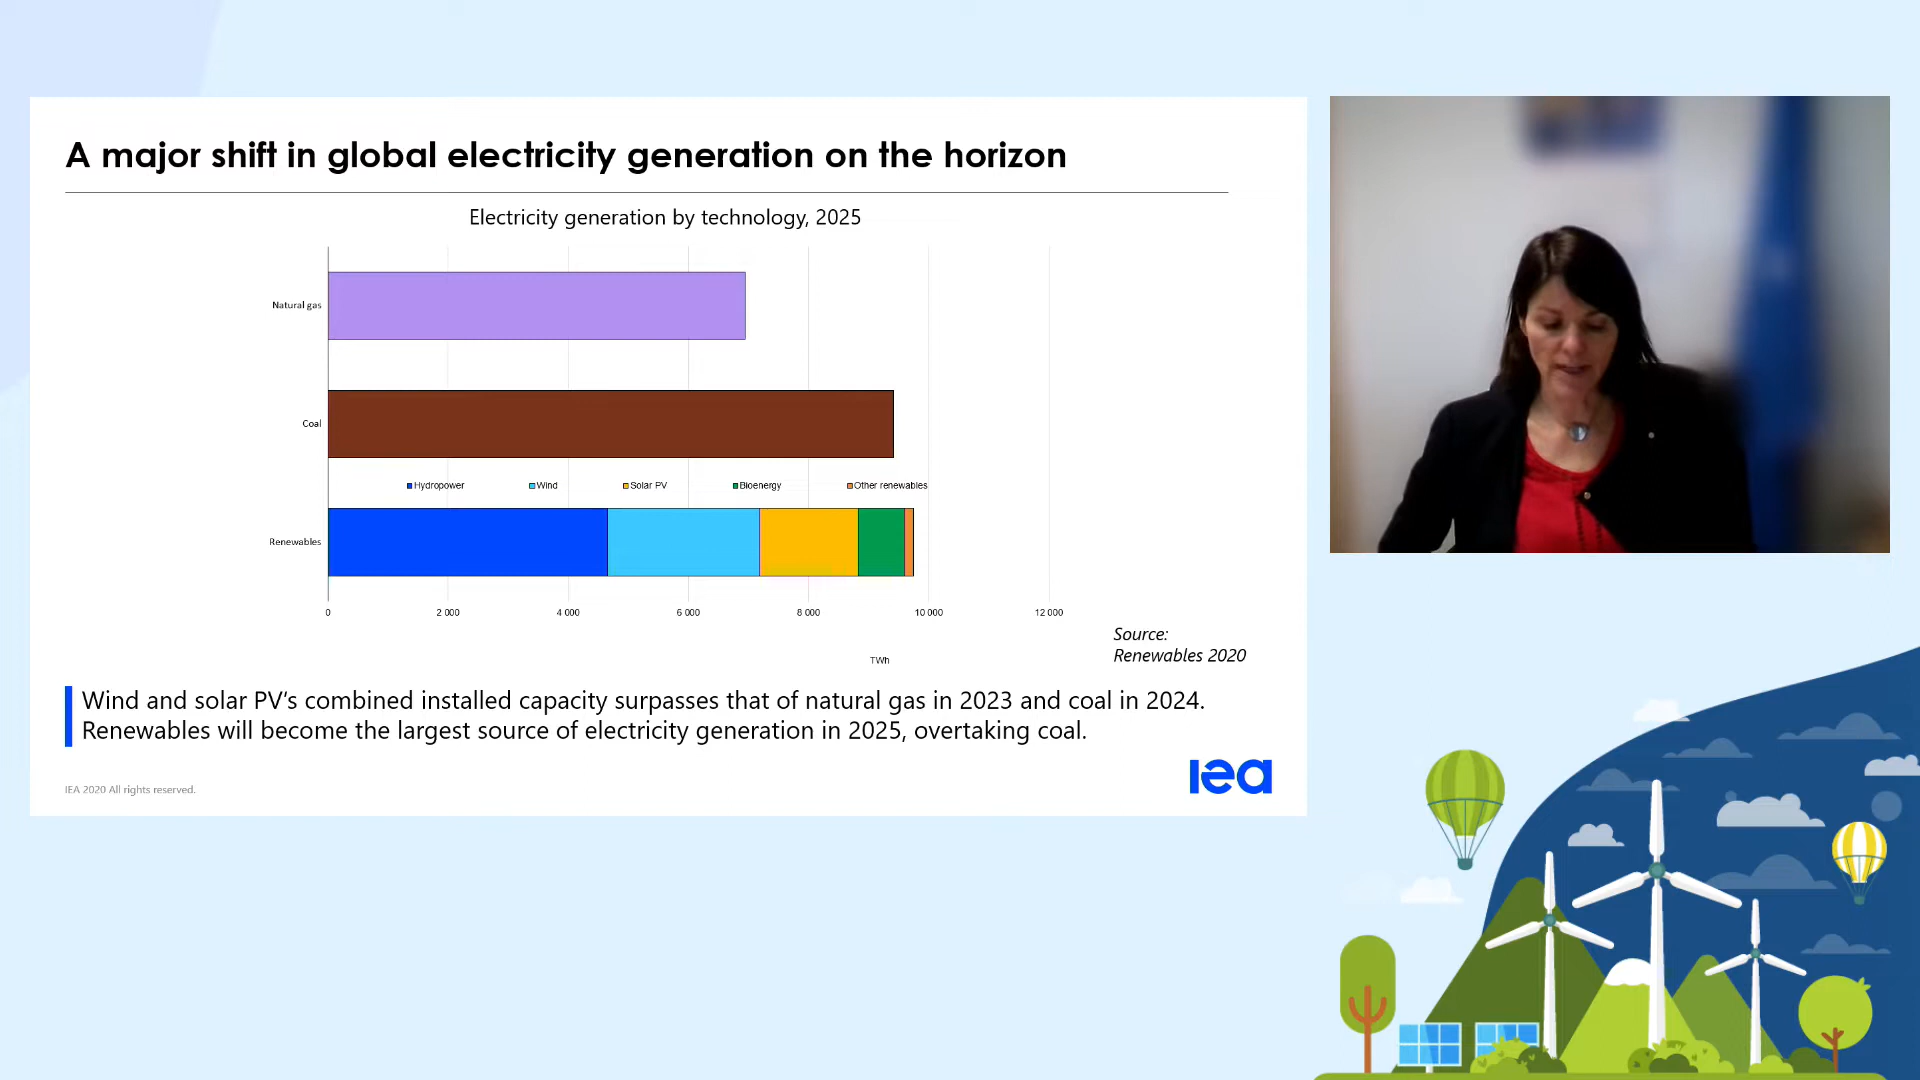 A major shift in global electricity generation on the horizon
Electricity generation by technology, 2025
Natural gas
Coal
Hydropower Wind Solar PV Bioenergy Other renewables
Renewables
0 2 000 4 000 6 000 8 000 10 000 12 000
TWh
Source:
Renewables 2020
Wind and solar PV's combined installed capacity surpasses that of natural gas in 2023 and coal in 2024.
Renewables will become the largest source of electricity generation in 2025, overtaking coal.
iea
IEA 2020 All rights reserved.